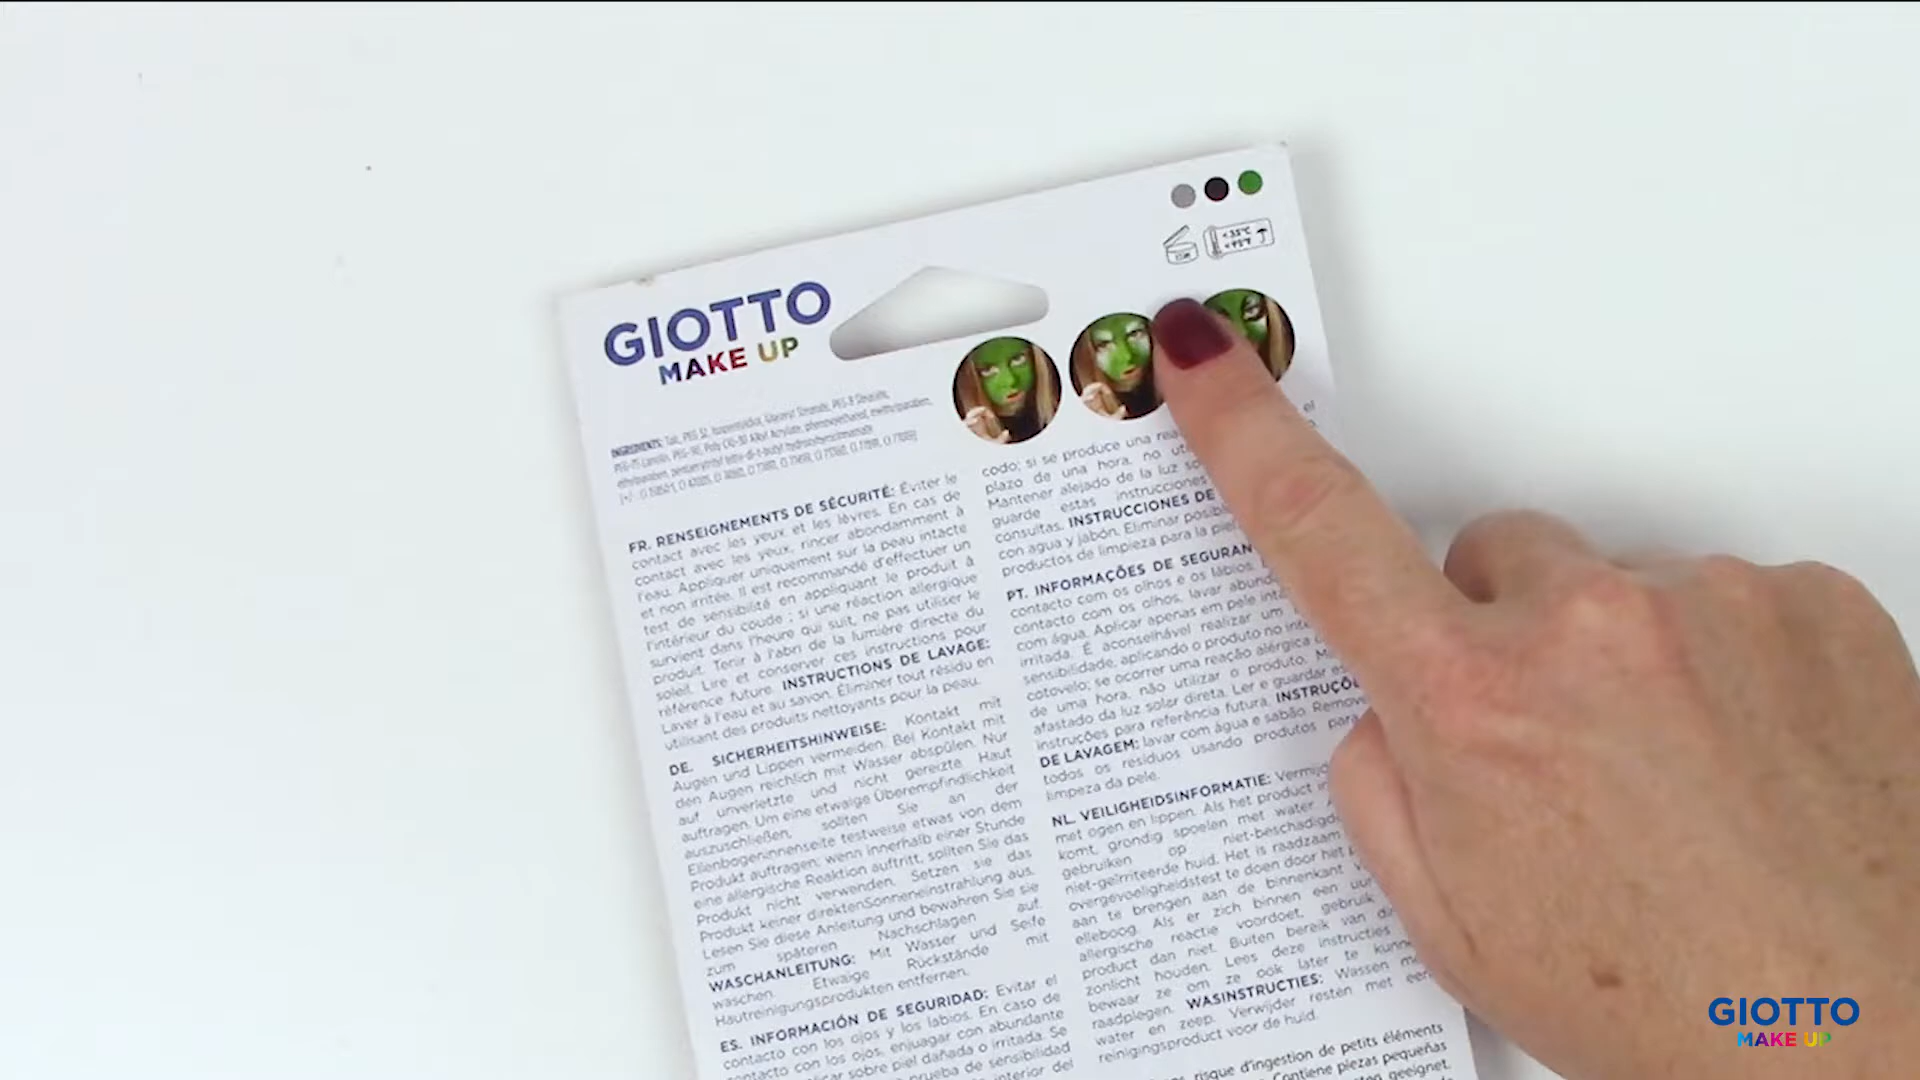 GIOTTO
MAKE UP
<35°C
<95°F
INGREDIENTS: Talc, PEG-32,
FR. RENSEIGNEMENTS DE SÉCURITÉ: Éviter le
contact avec les yeux et les lèvres. En cas de
contact avec les yeux, rincer abondamment à
l'eau. Appliquer uniquement sur la peau intacte
et non irritée. Il est recommandé d'effectuer un
test de sensibilité en appliquant le produit à
l'intérieur du coude ; si une réaction allergique
survient dans l'heure qui suit, ne pas utiliser le
produit. Tenir à l'abri de la lumière directe du
soleil. Lire et conserver ces instructions pour
référence future. INSTRUCTIONS DE LAVAGE:
Laver à l'eau et au savon. Éliminer tout résidu en
utilisant des produits nettoyants pour la peau.
DE. SICHERHEITSHINWEISE: Kontakt mit
Augen und Lippen vermeiden. Bei Kontakt mit
den Augen reichlich mit Wasser abspülen. Nur
auf unverletzte und nicht gereizte Haut
auftragen. Um eine etwaige Überempfindlichkeit
auszuschließen, sollten Sie an der
Ellenbogeninnenseite testweise etwas von dem
Produkt auftragen; wenn innerhalb einer Stunde
eine allergische Reaktion auftritt, sollten Sie das
Produkt nicht verwenden. Setzen sie das
Produkt keiner direktenSonneneinstrahlung aus.
Lesen Sie diese Anleitung und bewahren Sie sie
zum späteren Nachschlagen auf.
WASCHANLEITUNG: Mit Wasser und Seife
waschen. Etwaige Rückstände mit
Hautreinigungsprodukten entfernen.
ES. INFORMACIÓN DE SEGURIDAD: Evitar el
contacto con los ojos y los labios. En caso de
contacto con los ojos, enjuagar con abundante
sobre piel dañada o irritada. Se
prueba de sensibilidad
interior del
codo; si se produce una el
plazo de una hora, no
Mantener alejado de la luz
guarde estas instrucciones
consultas. INSTRUCCIONES DE
con agua y jabón. Eliminar
productos de limpieza para la
PT. INFORMAÇÕES DE
contacto com os olhos e os lábios.
contacto com os olhos, lavar
com água. Aplicar apenas em pele
irritada. É aconselhável realizar um
sensibilidade, aplicando o produto no
cotovelo; se ocorrer uma reação alérgica
de uma hora, não utilizar o produto.
afastado da luz solar direta. Ler e guardar
instruções para referência futura.
DE LAVAGEM: lavar com água e sabão.
todos os resíduos usando produtos para
limpeza da pele.
NL. VEILIGHEIDSINFORMATIE:
met ogen en lippen. Als het product
komt, grondig spoelen met water.
gebruiken op
niet-geïrriteerde huid. Het is raadzaam
overgevoeligheidstest te doen door het
aan te brengen aan de binnenkant
elleboog. Als er zich binnen een uur
allergische reactie voordoet, gebruik
product dan niet. Buiten bereik van
zonlicht houden. Lees deze instructies
bewaar ze om ze ook later te
raadplegen. WASINSTRUCTIES: Wassen
water en zeep. Verwijder resten met een
reinigingsproduct voor de huid.
risque d'ingestion de petits éléments
Contiene piezas pequeñas
GIOTTO
MAKE UP